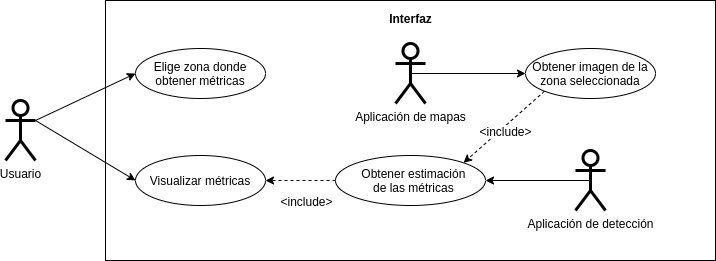 Interfaz
Elige zona donde
obtener métricas
Obtener imagen de la
zona seleccionada
Aplicación de mapas
<include>
Usuario
Visualizar métricas
Obtener estimación
de las métricas
<include>
Aplicación de detección